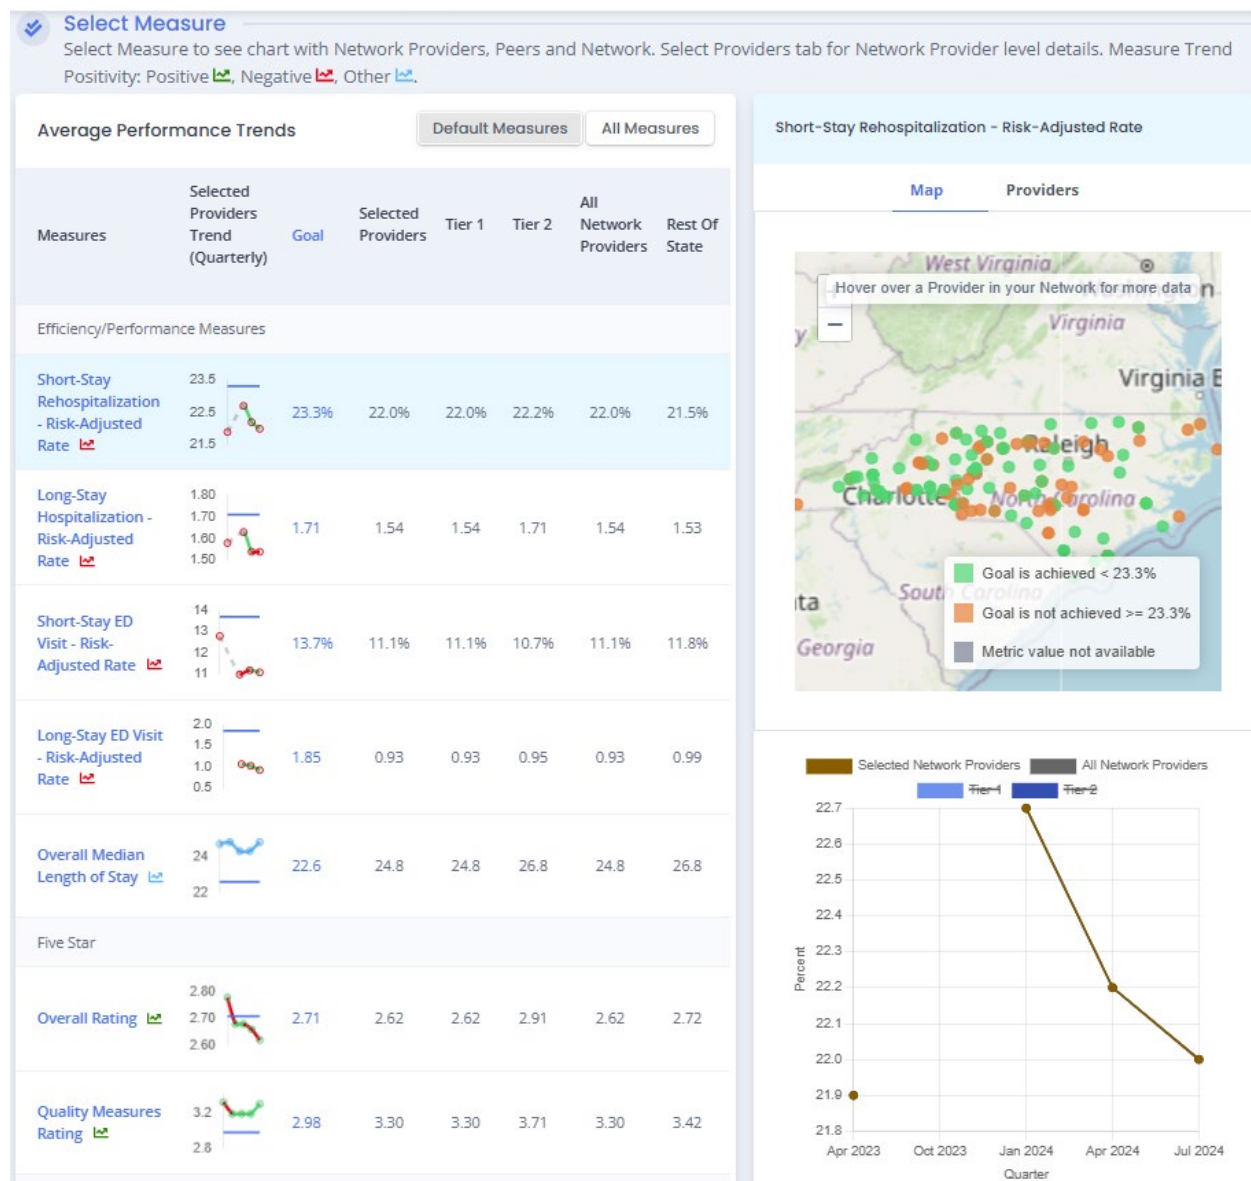 Select Measure
Select Measure to see chart with Network Providers, Peers and Network. Select Providers tab for Network Provider level details. Measure Trend
Positivity: Positive, Negative, Other.
Average Performance Trends
Default Measures
All Measures
Measures
Selected
Providers
Trend
(Quarterly)
Goal
Selected
Providers
Tier 1
Tier 2
All
Network
Providers
Rest Of
State
Efficiency/Performance Measures
Short-Stay
Rehospitalization
- Risk-Adjusted
Rate
23.5
22.5
21.5
23.3%
22.0%
22.0%
22.2%
22.0%
21.5%
Long-Stay
Hospitalization -
Risk-Adjusted
Rate
1.80
1.70
1.60
1.50
1.71
1.54
1.54
1.71
1.54
1.53
Short-Stay ED
Visit - Risk-
Adjusted Rate
14
13
12
11
13.7%
11.1%
11.1%
10.7%
11.1%
11.8%
Long-Stay ED Visit
- Risk-Adjusted
Rate
2.0
1.5
1.0
0.5
1.85
0.93
0.93
0.95
0.93
0.99
Overall Median
Length of Stay
24
22
22.6
24.8
24.8
26.8
24.8
26.8
Five Star
Overall Rating
2.80
2.70
2.60
2.71
2.62
2.62
2.91
2.62
2.72
Quality Measures
Rating
3.2
2.8
2.98
3.30
3.30
3.71
3.30
3.42
Short-Stay Rehospitalization - Risk-Adjusted Rate
Map
Providers
West Virginia
Hover over a Provider in your Network for more data
Virginia
Virginia
Raleigh
Charlotte
North Carolina
South Carolina
Georgia
Goal is achieved < 23.3%
Goal is not achieved >= 23.3%
Metric value not available
Selected Network Providers
All Network Providers
Tier 1
Tier 2
22.7
22.6
22.5
22.4
22.3
22.2
22.1
22.0
21.9
21.8
Percent
Apr 2023
Oct 2023
Jan 2024
Apr 2024
Jul 2024
Quarter